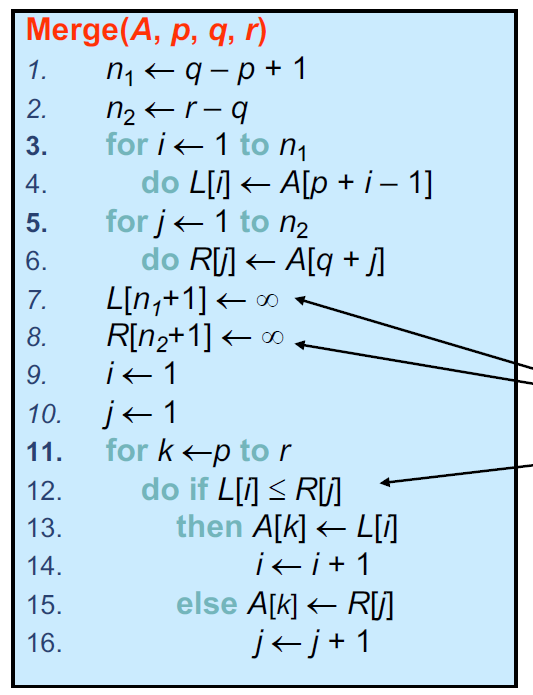 Merge(A, p, q, r)
1. n₁ ← q – p + 1
2. n₂ ← r – q
3. for i ← 1 to n₁
4. do L[i] ← A[p + i – 1]
5. for j ← 1 to n₂
6. do R[j] ← A[q + j]
7. L[n₁+1] ← ∞
8. R[n₂+1] ← ∞
9. i ← 1
10. j ← 1
11. for k ←p to r
12. do if L[i] ≤ R[j]
13. then A[k] ← L[i]
14. i ← i + 1
15. else A[k] ← R[j]
16. j ← j + 1